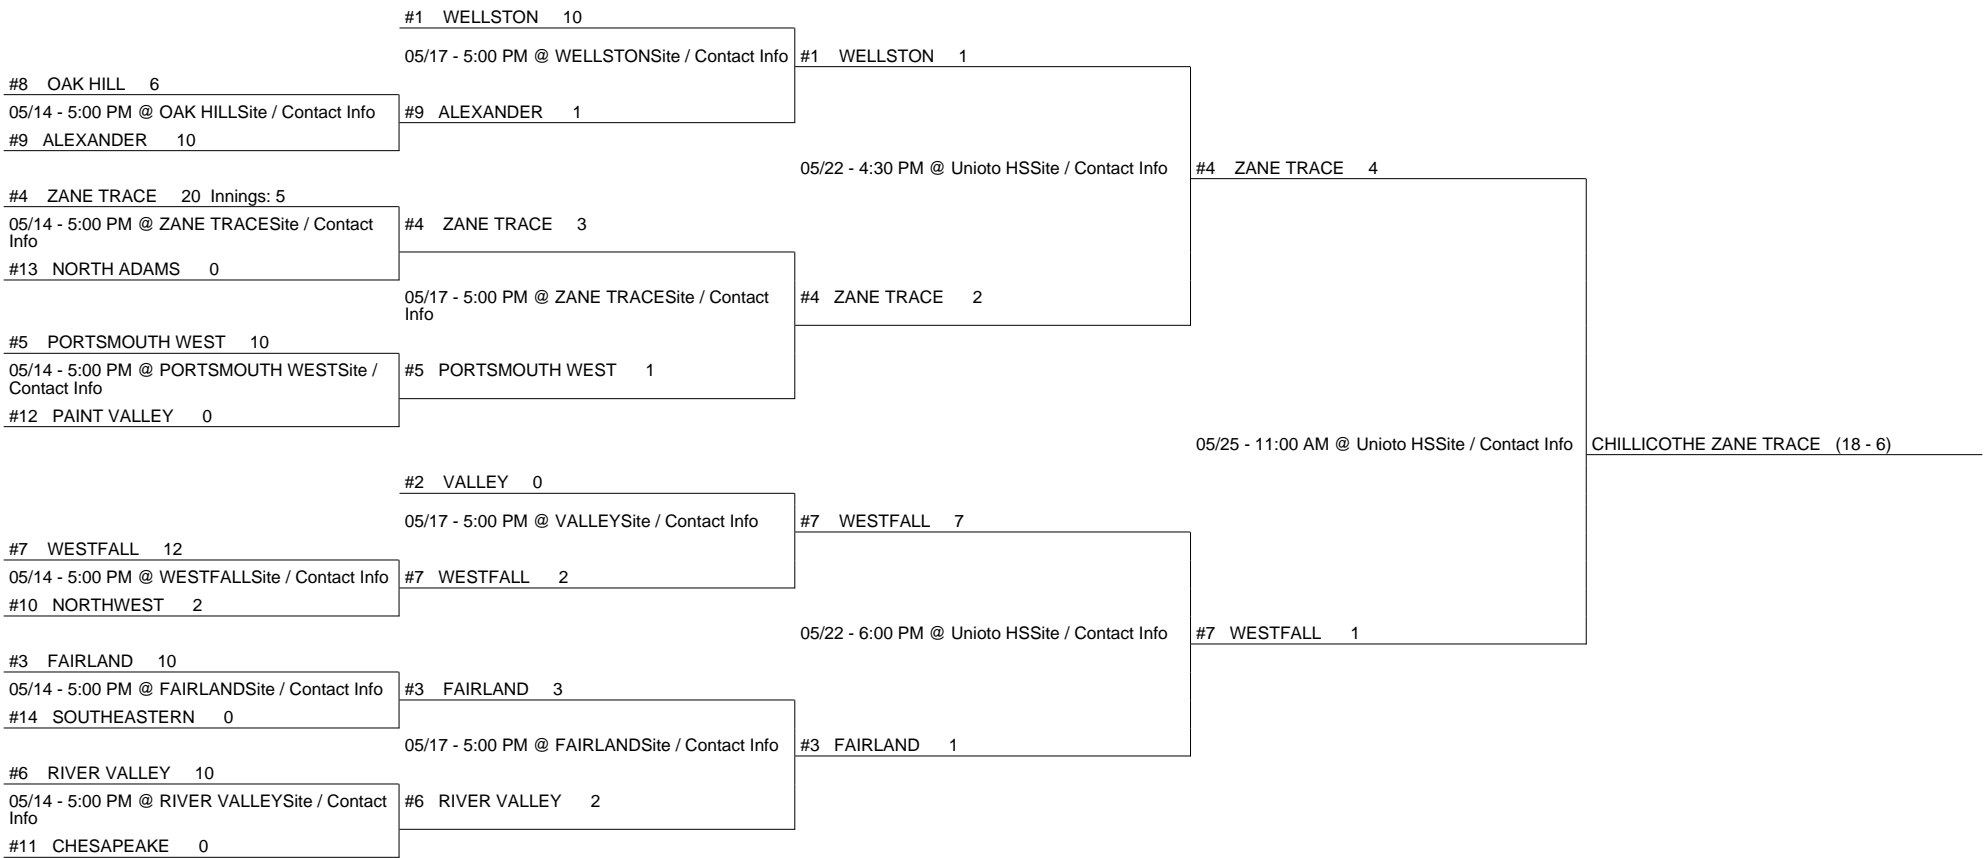 #1 WELLSTON 10
05/17 - 5:00 PM @ WELLSTONSite / Contact Info
#1 WELLSTON 1
#8 OAK HILL 6
05/14 - 5:00 PM @ OAK HILLSite / Contact Info
#9 ALEXANDER 1
#9 ALEXANDER 10
05/22 - 4:30 PM @ Unioto HSSite / Contact Info
#4 ZANE TRACE 4
#4 ZANE TRACE 20 Innings: 5
05/14 - 5:00 PM @ ZANE TRACESite / Contact
Info
#4 ZANE TRACE 3
#13 NORTH ADAMS 0
05/17 - 5:00 PM @ ZANE TRACESite / Contact
Info
#4 ZANE TRACE 2
#5 PORTSMOUTH WEST 10
05/14 - 5:00 PM @ PORTSMOUTH WESTSite /
Contact Info
#5 PORTSMOUTH WEST 1
#12 PAINT VALLEY 0
05/25 - 11:00 AM @ Unioto HSSite / Contact Info
CHILLICOTHE ZANE TRACE (18 - 6)
#2 VALLEY 0
05/17 - 5:00 PM @ VALLEYSite / Contact Info
#7 WESTFALL 7
#7 WESTFALL 12
05/14 - 5:00 PM @ WESTFALLSite / Contact Info
#7 WESTFALL 2
#10 NORTHWEST 2
05/22 - 6:00 PM @ Unioto HSSite / Contact Info
#7 WESTFALL 1
#3 FAIRLAND 10
05/14 - 5:00 PM @ FAIRLANDSite / Contact Info
#3 FAIRLAND 3
#14 SOUTHEASTERN 0
05/17 - 5:00 PM @ FAIRLANDSite / Contact Info
#3 FAIRLAND 1
#6 RIVER VALLEY 10
05/14 - 5:00 PM @ RIVER VALLEYSite / Contact
Info
#6 RIVER VALLEY 2
#11 CHESAPEAKE 0